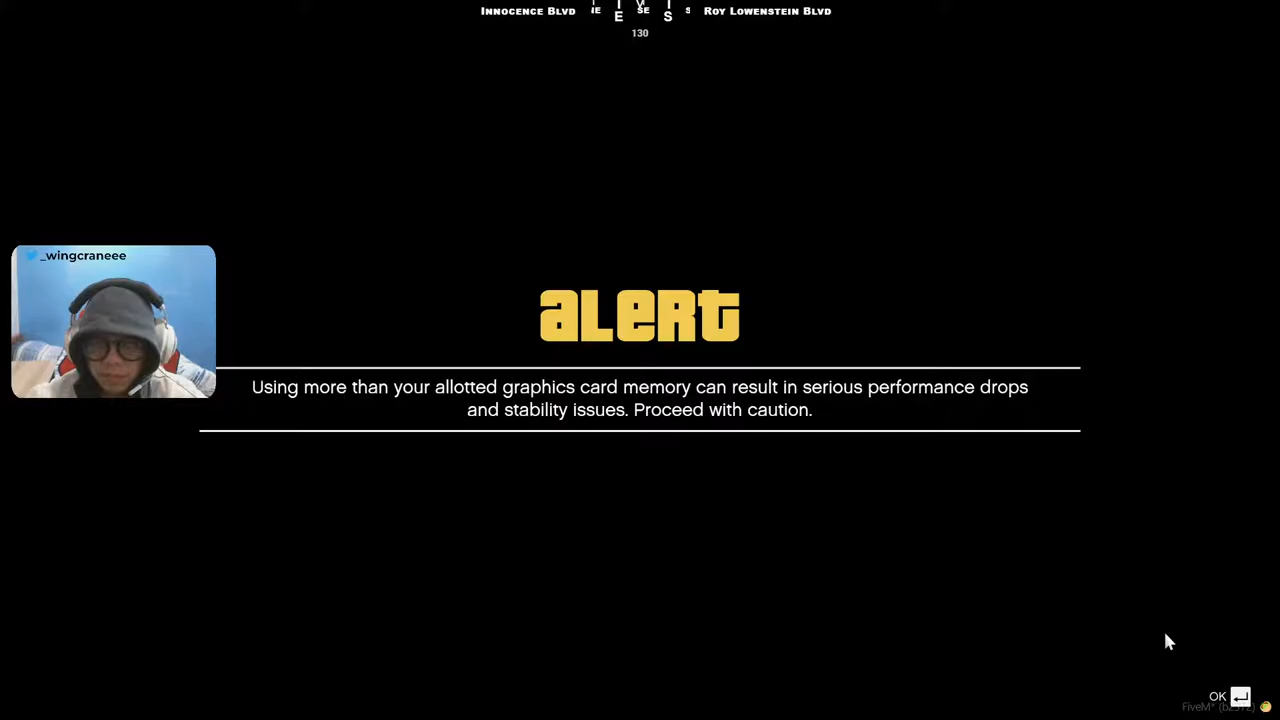 Innocence Blvd
Roy Lowenstein Blvd
E
SE
S
130
_wingcraneee
alert
Using more than your allotted graphics card memory can result in serious performance drops
and stability issues. Proceed with caution.
OK